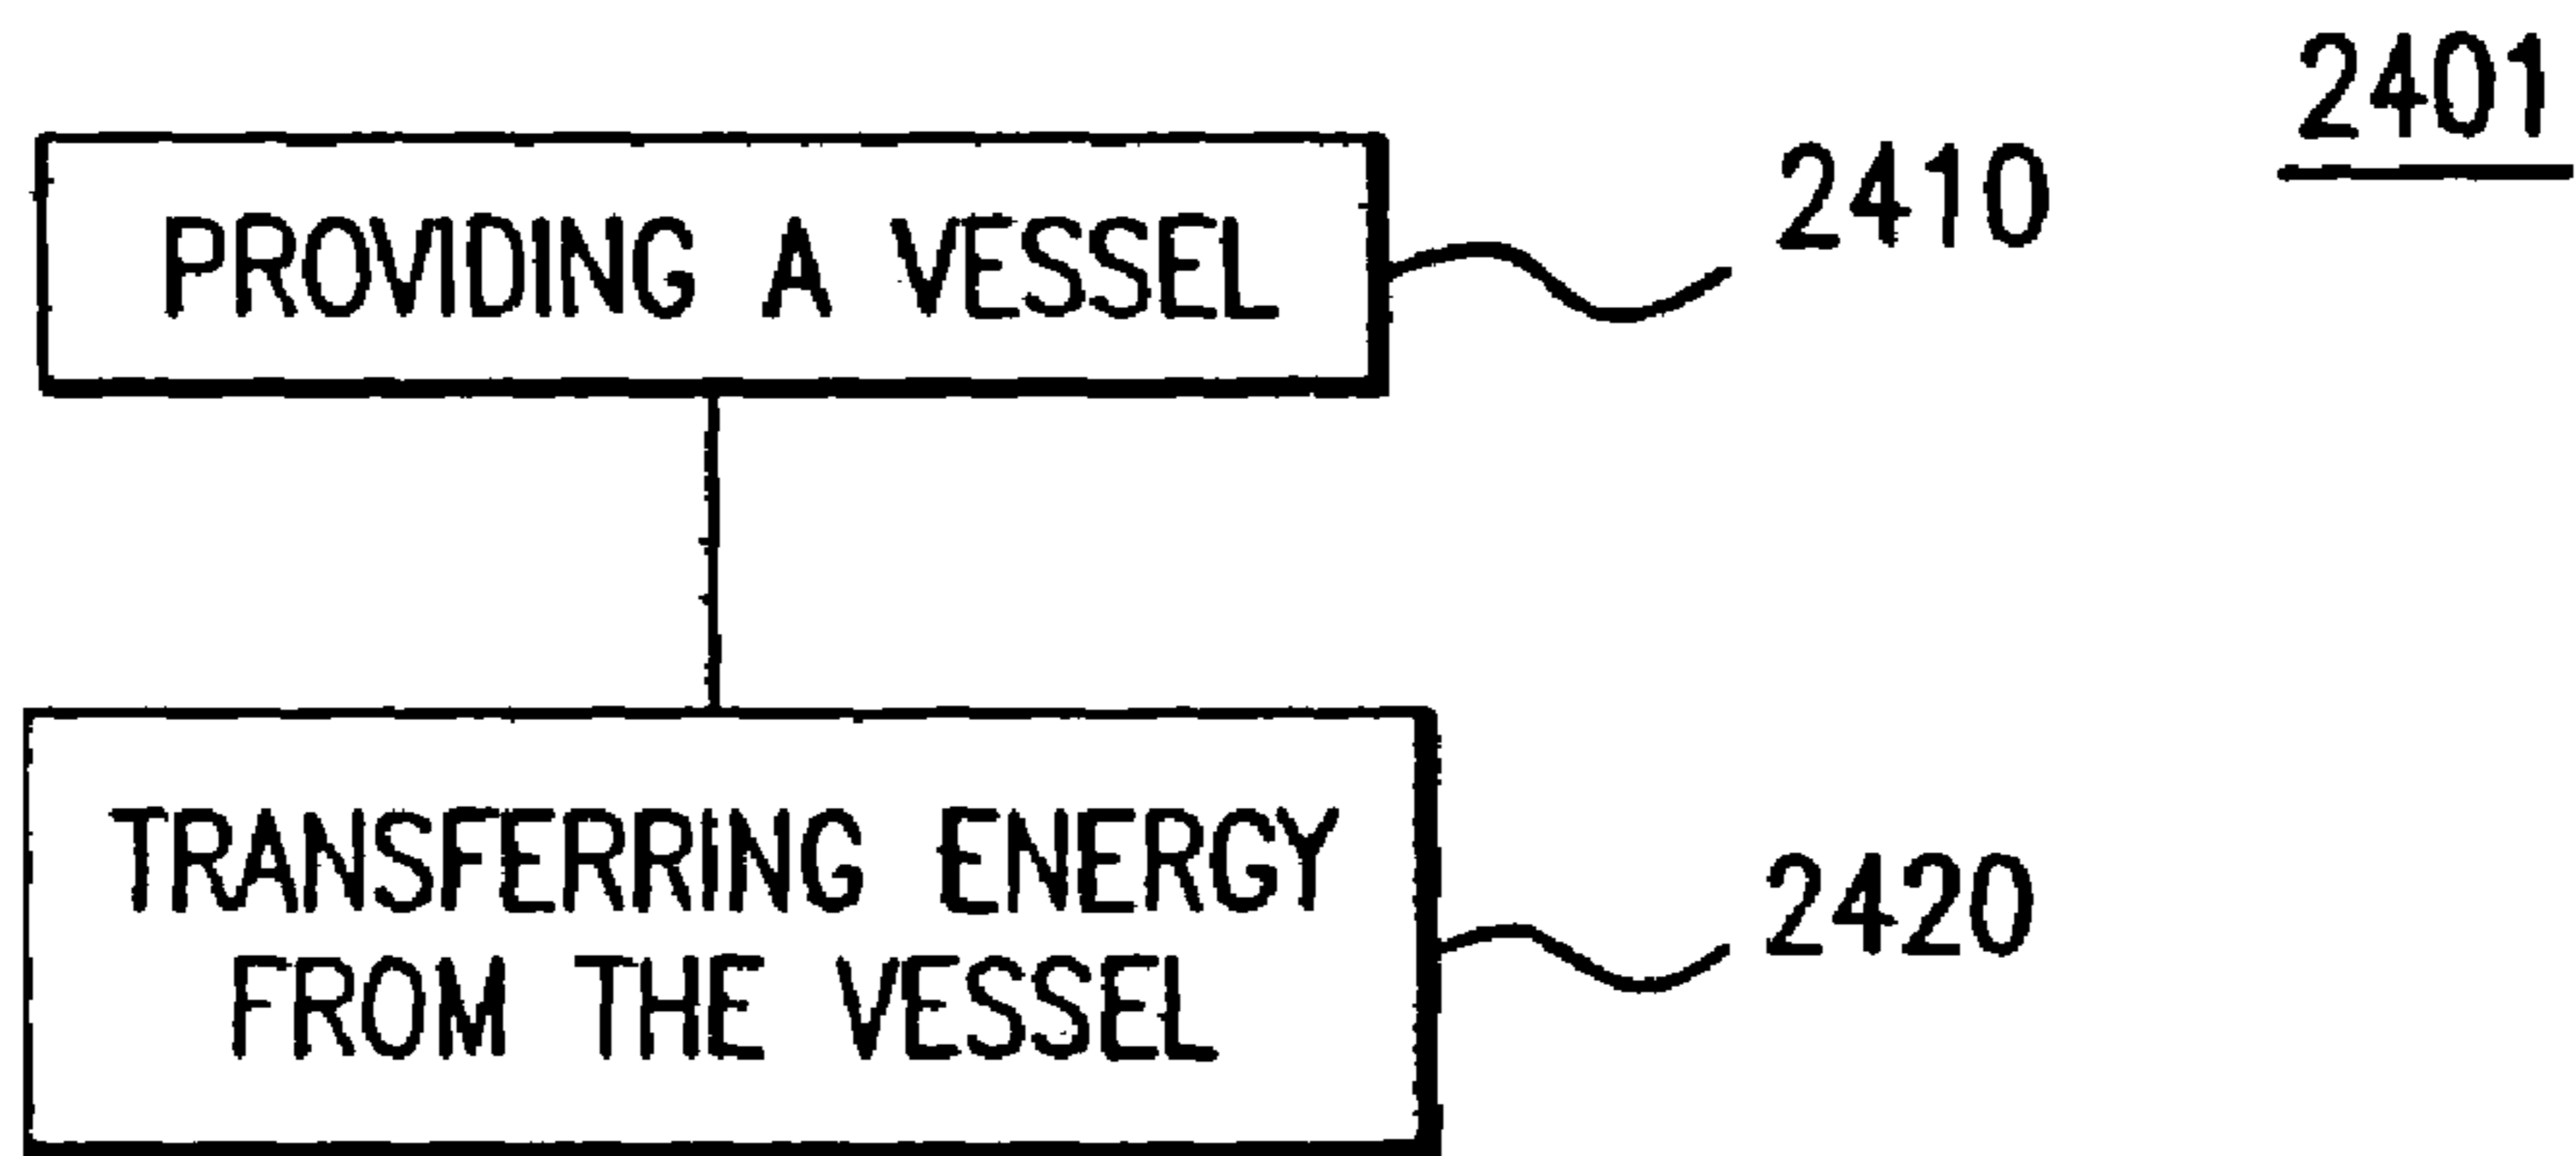 2401
PROVIDING A VESSEL
2410
TRANSFERRING ENERGY
FROM THE VESSEL
2420